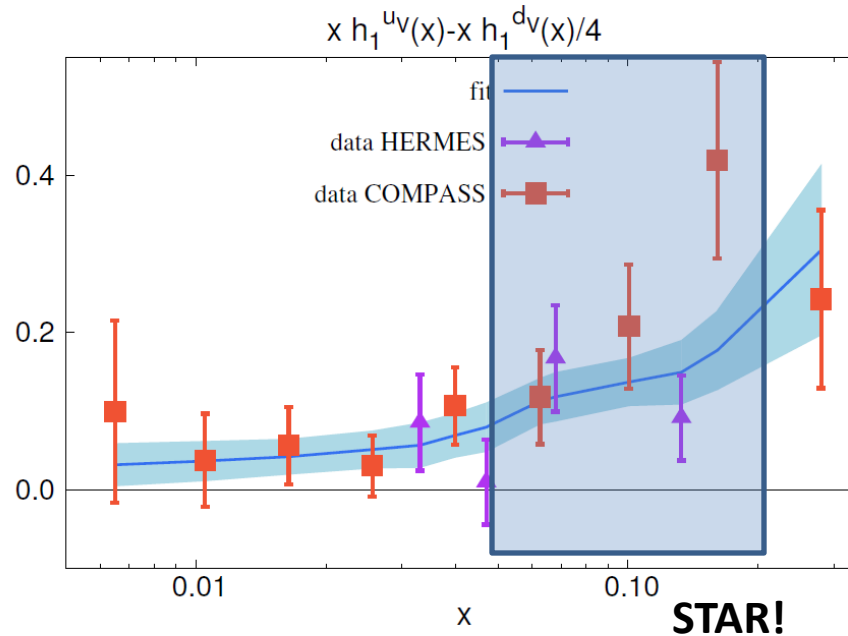 x h₁ᵘⱽ(x)-x h₁ᵈⱽ(x)/4
fit
data HERMES
data COMPASS
0.4
0.2
0.0
0.01 0.10
x
STAR!